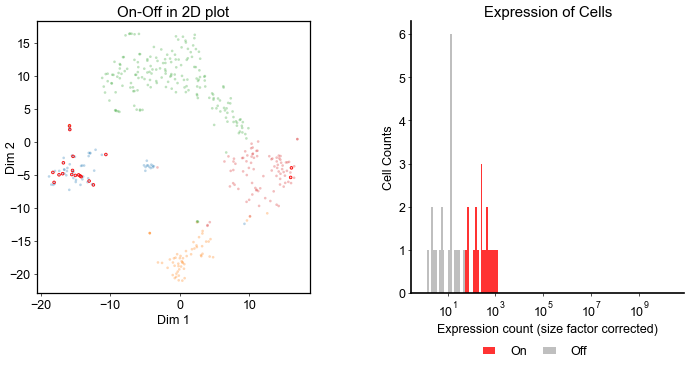 On-Off in 2D plot
Dim 2
15
10
5
0
−5
−10
−15
−20
−20 −10 0 10
Dim 1
Expression of Cells
Cell Counts
6
5
4
3
2
1
0
10^1 10^3 10^5 10^7 10^9
Expression count (size factor corrected)
On Off